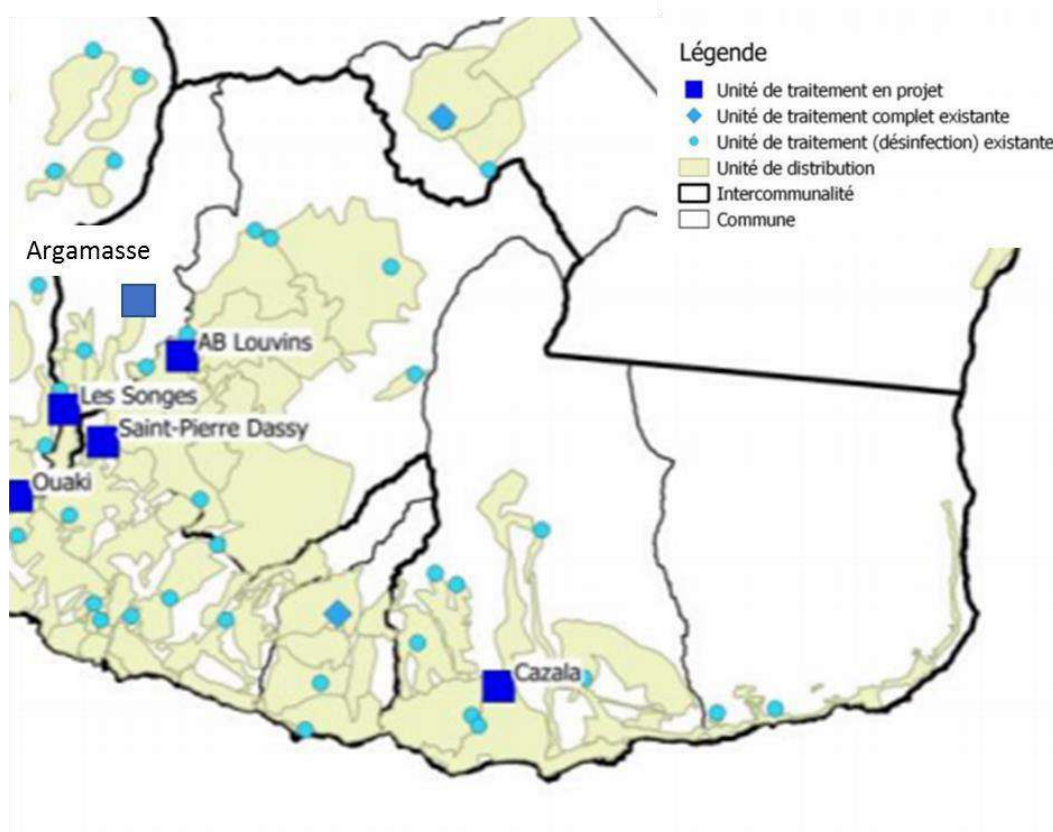 Légende
Unité de traitement en projet
Unité de traitement complet existante
Unité de traitement (désinfection) existante
Unité de distribution
Intercommunalité
Commune
Argamasse
AB Louvins
Les Songes
Saint-Pierre Dassy
Ouaki
Cazala